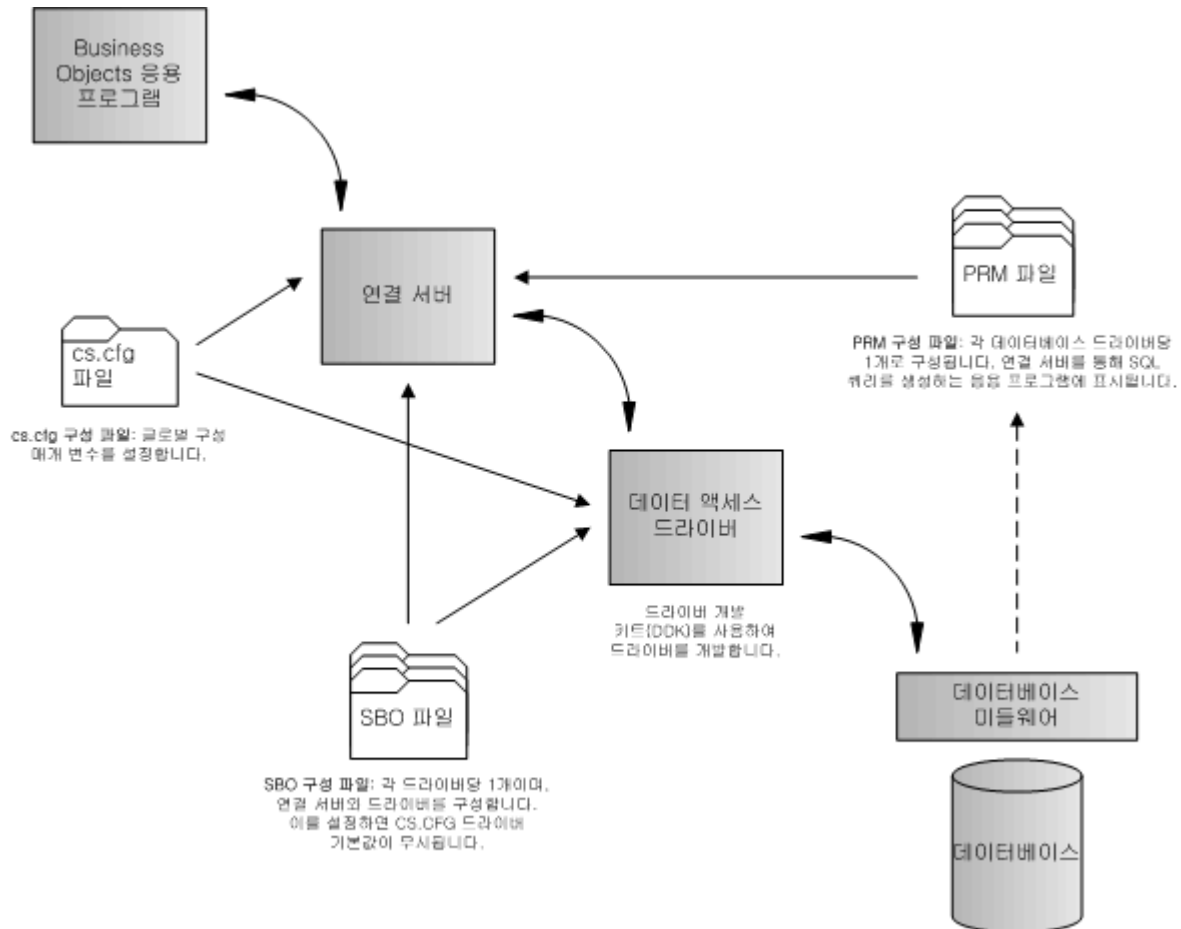 Business
Objects 응용
프로그램
연결 서버
PRM 파일
cs.cfg
파일
PRM 구성 파일: 각 데이터베이스 드라이버당
1개로 구성됩니다. 연결 서버를 통해 SQL
쿼리를 생성하는 응용 프로그램에 표시됩니다.
cs.cfg 구성 파일: 글로벌 구성
매개 변수를 설정합니다.
데이터 액세스
드라이버
드라이버 개발
키트(DDK)를 사용하여
드라이버를 개발합니다.
SBO 파일
데이터베이스
미들웨어
SBO 구성 파일: 각 드라이버당 1개이며,
연결 서버와 드라이버를 구성합니다.
이를 설정하면 CS.CFG 드라이버
기본값이 무시됩니다.
데이터베이스